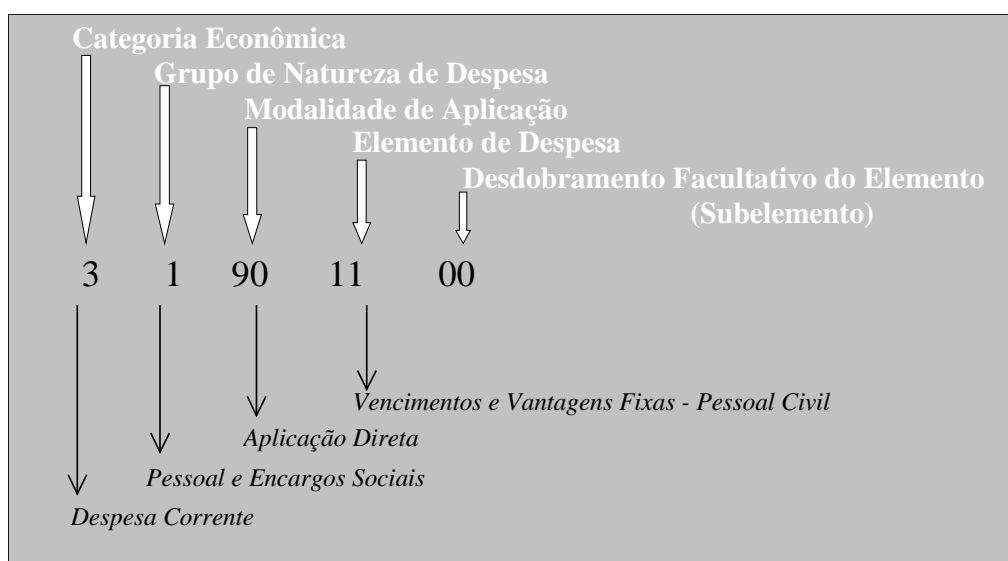 Categoria Econômica
Grupo de Natureza de Despesa
Modalidade de Aplicação
Elemento de Despesa
Desdobramento Facultativo do Elemento
(Subelemento)
3 1 90 11 00
Vencimentos e Vantagens Fixas - Pessoal Civil
Aplicação Direta
Pessoal e Encargos Sociais
Despesa Corrente